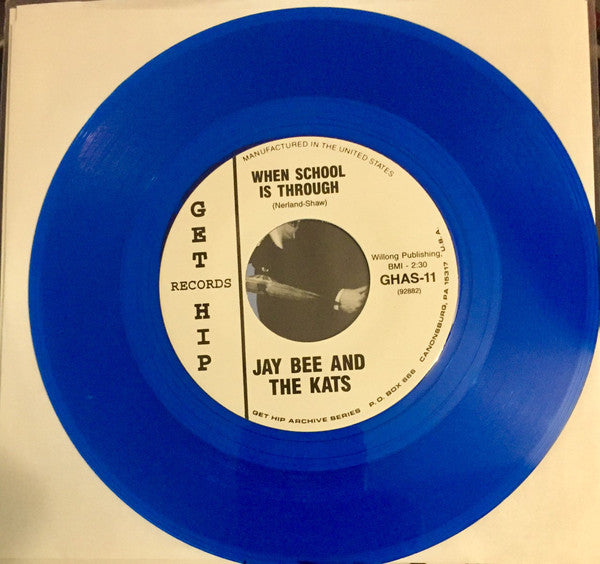 MANUFACTURED IN THE UNITED STATES
WHEN SCHOOL
IS THROUGH
(Nerland-Shaw)
GET
RECORDS
HIP
Willong Publishing,
BMI - 2:30
GHAS-11
(92882)
JAY BEE AND
THE KATS
GET HIP ARCHIVE SERIES P.O. BOX 666 CANONSBURG, PA 15317 U.S.A.